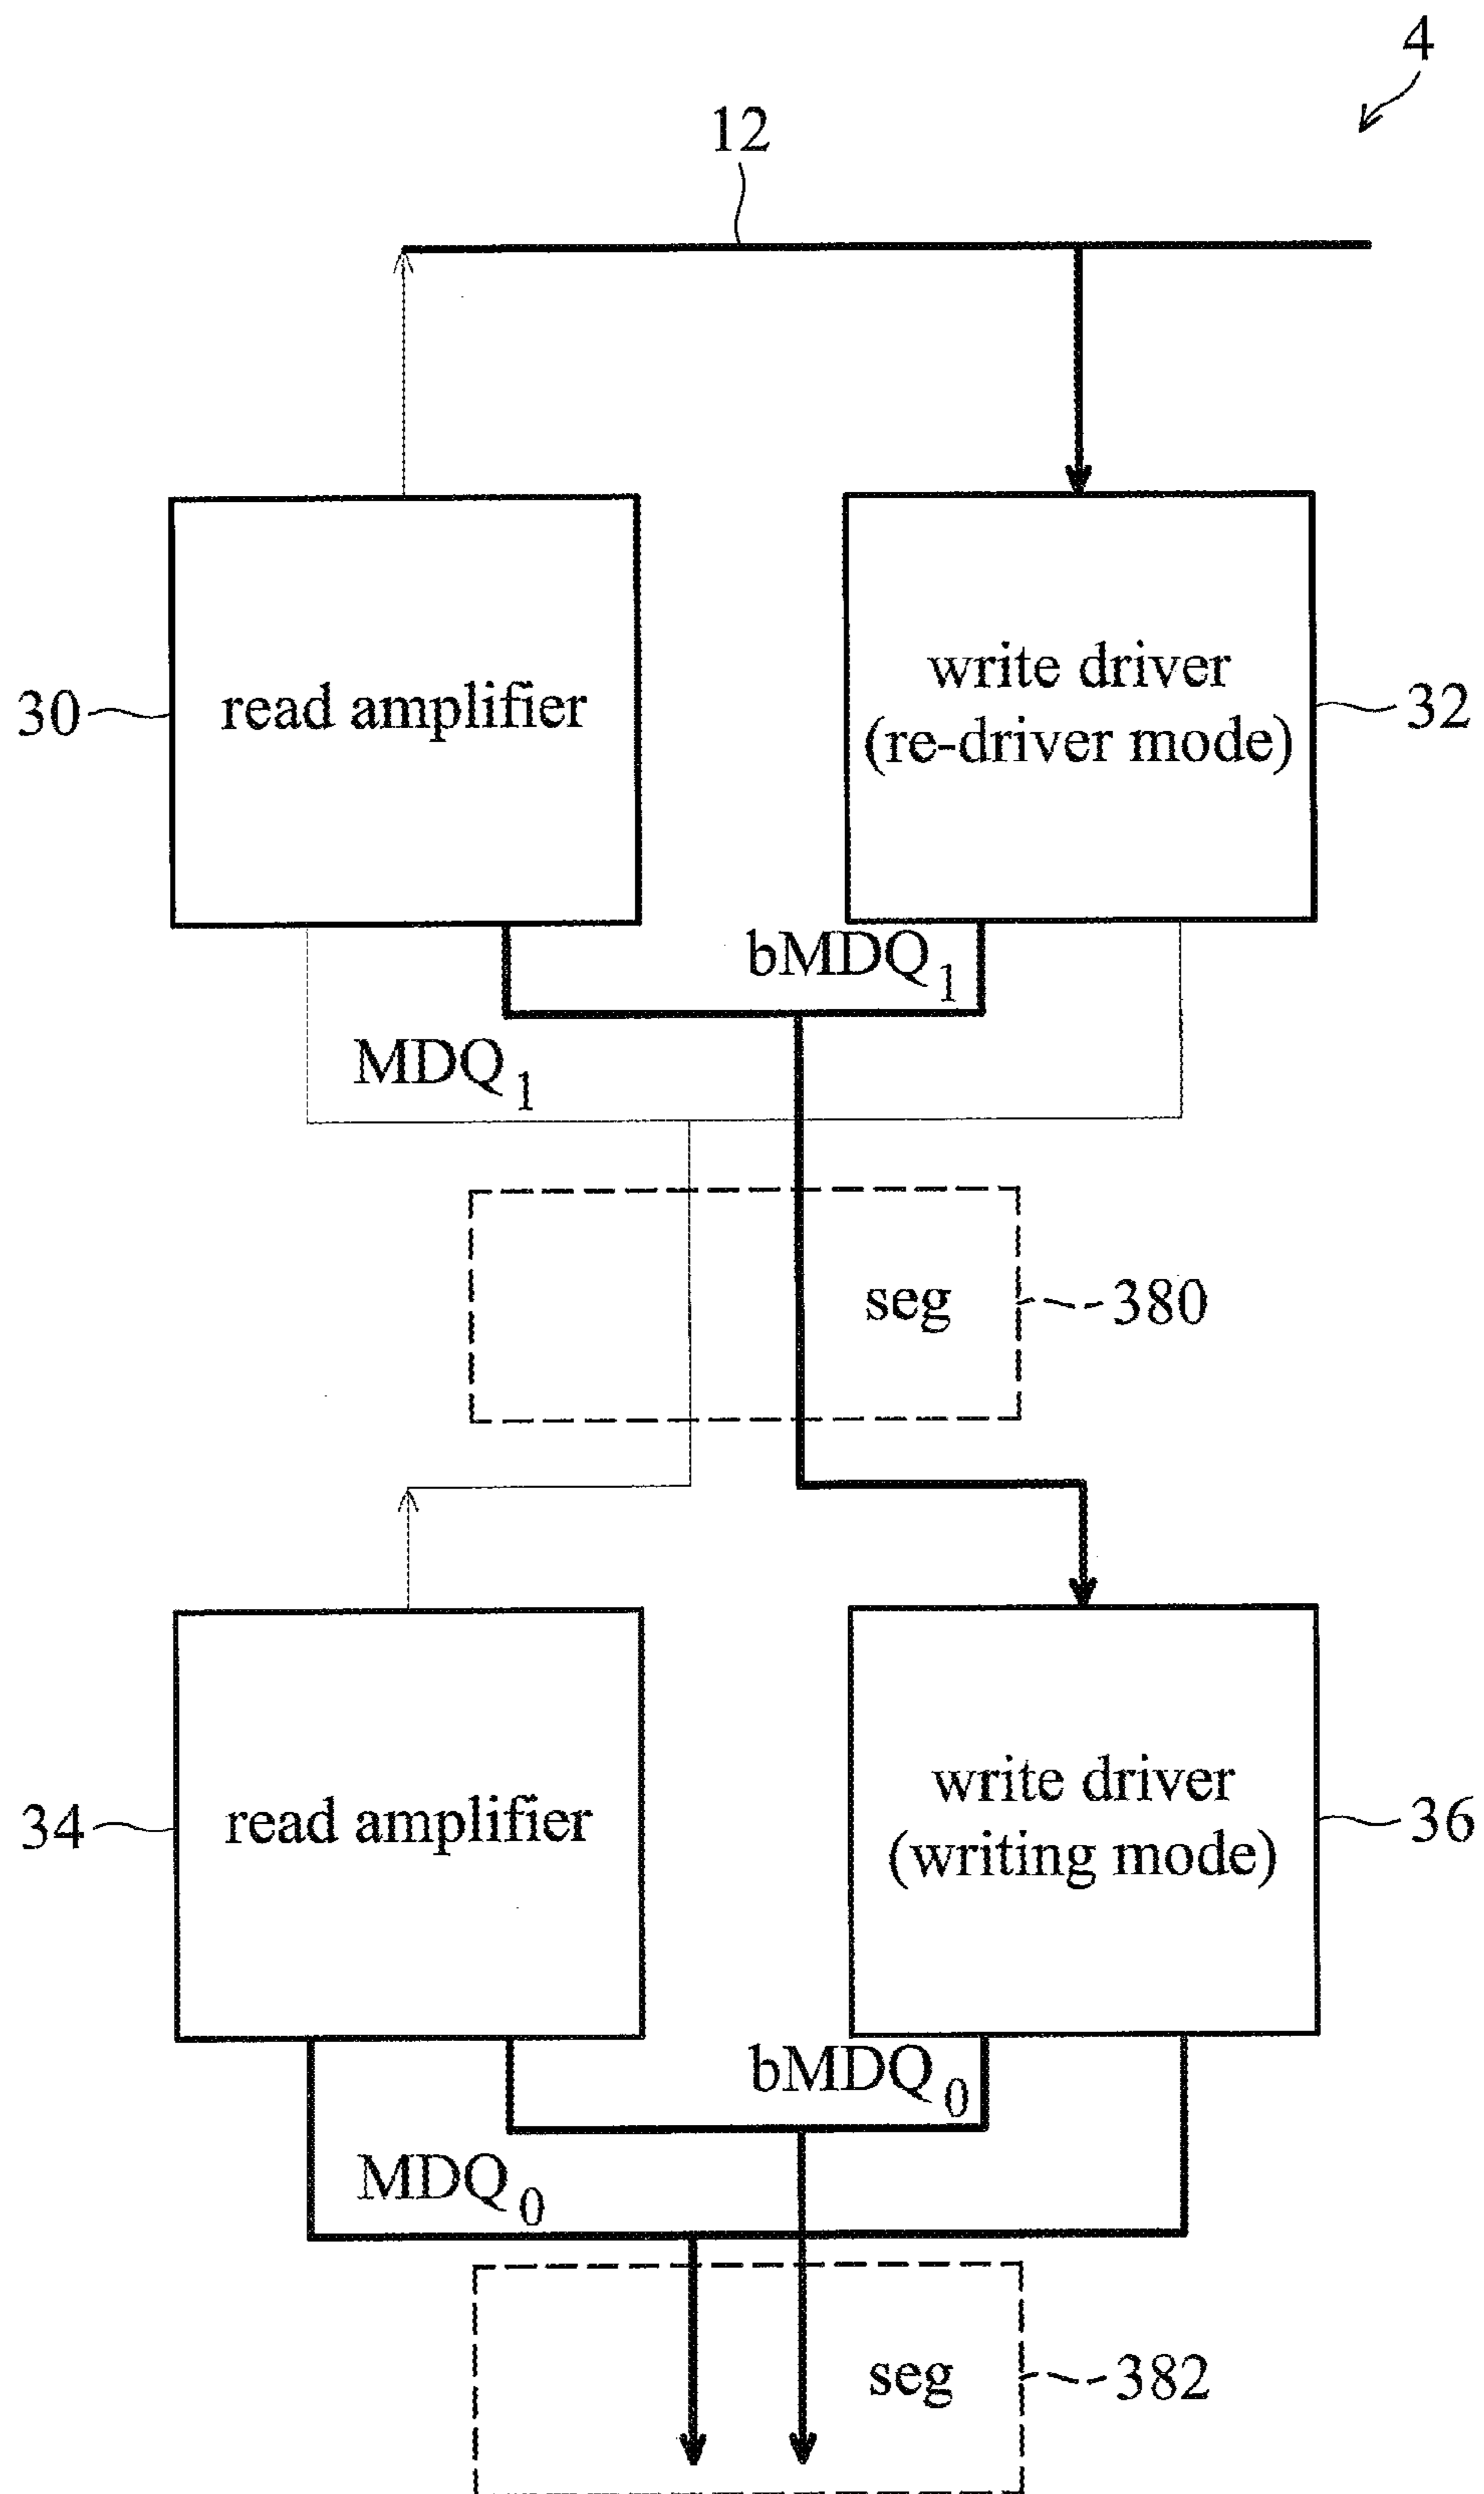 4
12
30
read amplifier
write driver
(re-driver mode)
32
bMDQ1
MDQ1
seg
380
34
read amplifier
write driver
(writing mode)
36
bMDQ0
MDQ0
seg
382